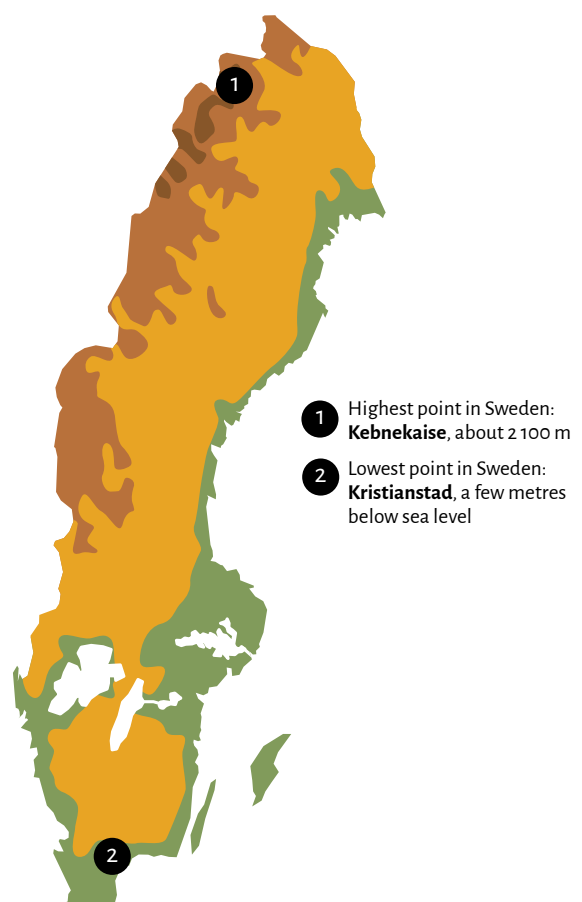 1
1
Highest point in Sweden:
Kebnekaise, about 2 100 m
2
Lowest point in Sweden:
Kristianstad, a few metres
below sea level
2